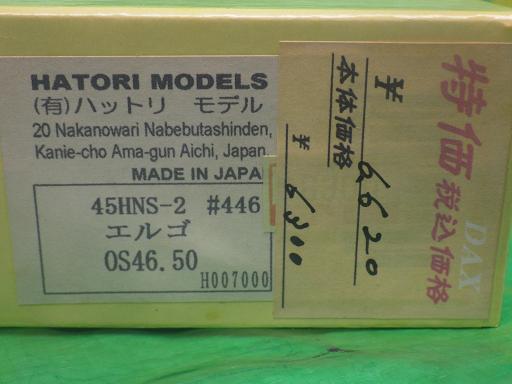 HATORI MODELS
(有)ハットリ モデル
20 Nakanowari Nabebutashinden,
Kanie-cho Ama-gun Aichi, Japan
MADE IN JAPAN
45HNS-2 #446
エルゴ
OS46.50
H007000
特価 税込価格
DAX
¥ 6620
本体価格
¥ 6300